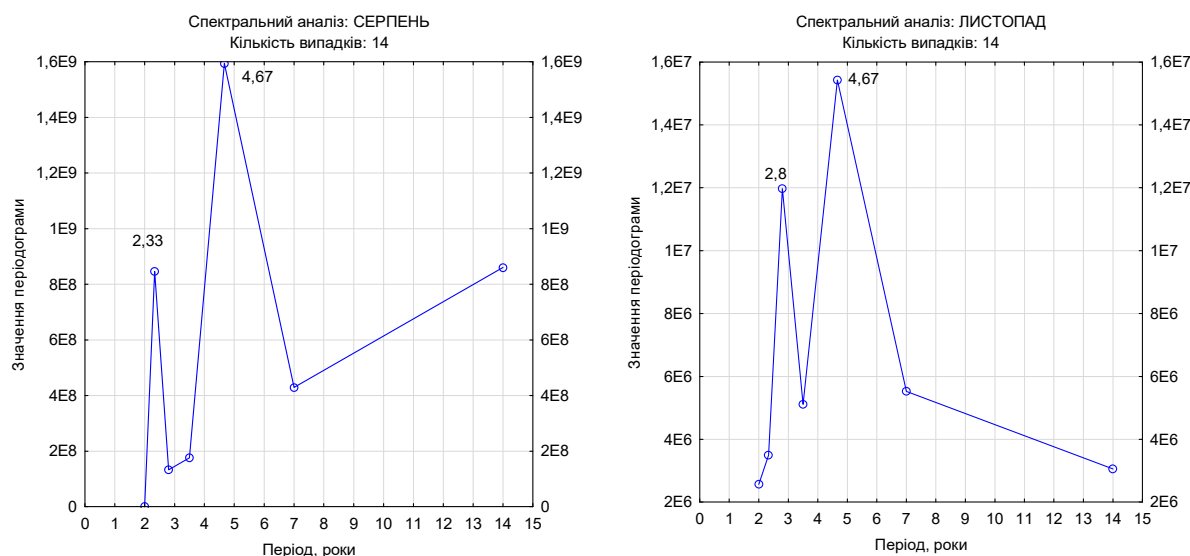 Спектральний аналіз: СЕРПЕНЬ
Кількість випадків: 14
1,6E9
1,4E9
1,2E9
1E9
8E8
6E8
4E8
2E8
0
Значення періодограми
2,33
4,67
1,6E9
1,4E9
1,2E9
1E9
8E8
6E8
4E8
2E8
0
0 1 2 3 4 5 6 7 8 9 10 11 12 13 14 15
Період, роки
Спектральний аналіз: ЛИСТОПАД
Кількість випадків: 14
1,6E7
1,4E7
1,2E7
1E7
8E6
6E6
4E6
2E6
Значення періодограми
2,8
4,67
1,6E7
1,4E7
1,2E7
1E7
8E6
6E6
4E6
2E6
0 1 2 3 4 5 6 7 8 9 10 11 12 13 14 15
Період, роки